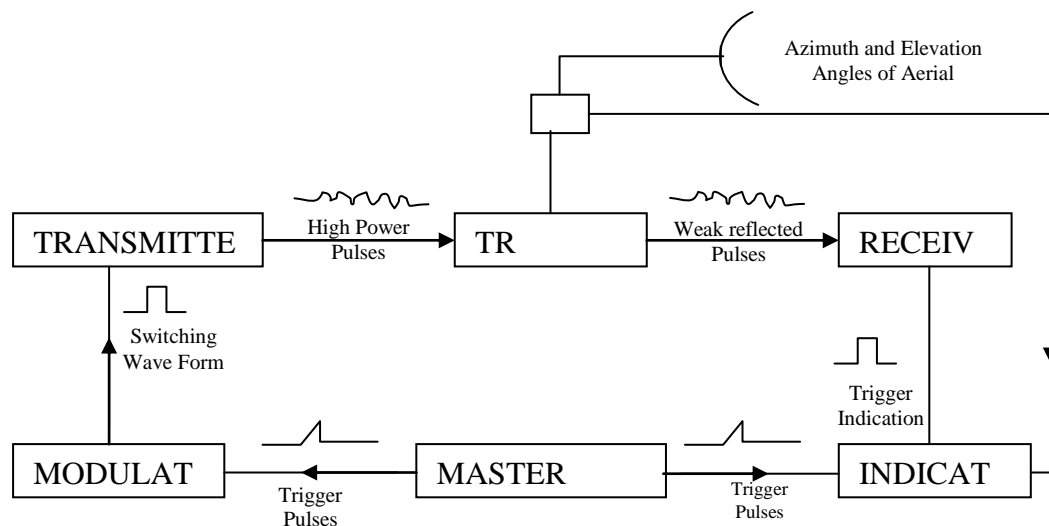 Azimuth and Elevation
Angles of Aerial
TRANSMITTE
High Power
Pulses
TR
Weak reflected
Pulses
RECEIV
Switching
Wave Form
Trigger
Indication
MODULAT
Trigger
Pulses
MASTER
Trigger
Pulses
INDICAT